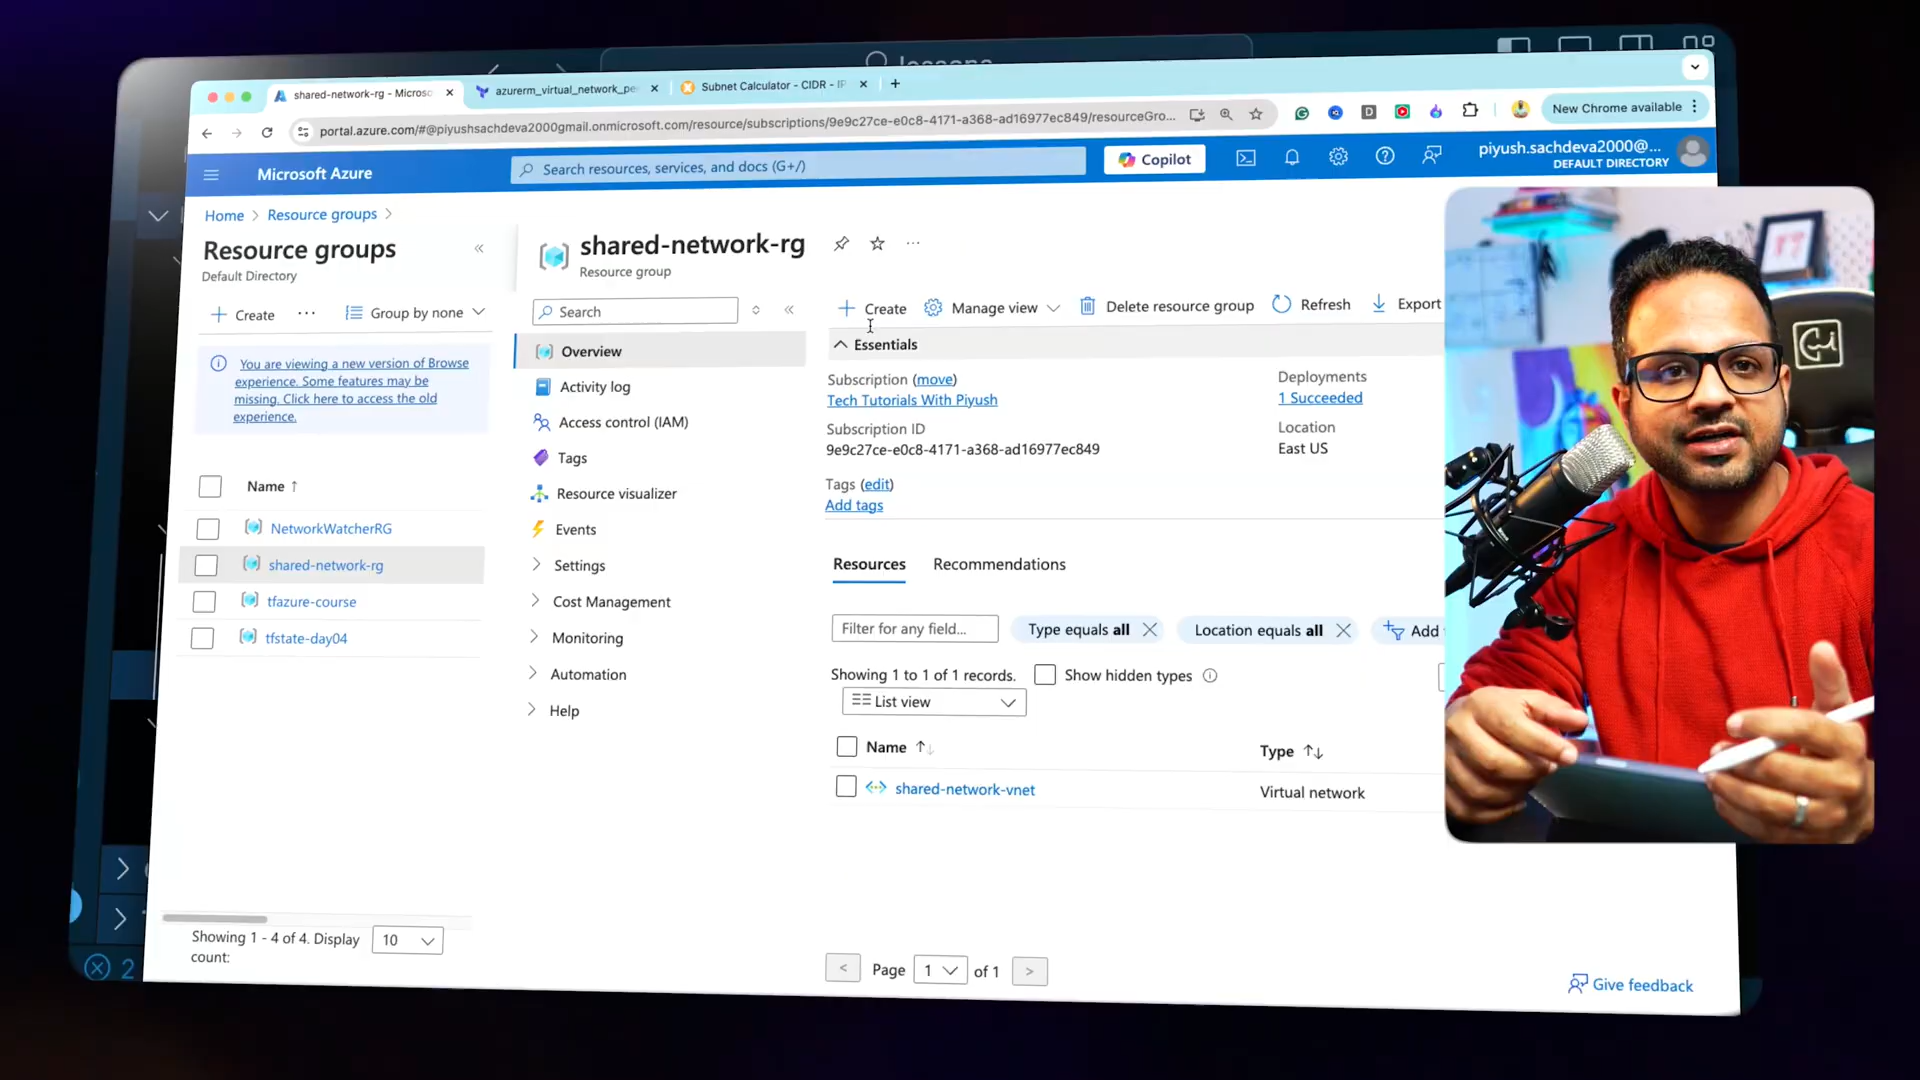 lessons
shared-network-rg - Microso
azurerm_virtual_network_pe
Subnet Calculator - CIDR - IP
portal.azure.com/#@piyushsachdeva2000gmail.onmicrosoft.com/resource/subscriptions/9e9c27ce-e0c8-4171-a368-ad16977ec849/resourceGro...
New Chrome available
Microsoft Azure
Search resources, services, and docs (G+/)
Copilot
piyush.sachdeva2000@...
DEFAULT DIRECTORY
Home > Resource groups >
Resource groups
Default Directory
Create
Group by none
You are viewing a new version of Browse
experience. Some features may be
missing. Click here to access the old
experience.
Name ↑
NetworkWatcherRG
shared-network-rg
tfazure-course
tfstate-day04
Showing 1 - 4 of 4. Display
count:
10
shared-network-rg
Resource group
Search
Overview
Activity log
Access control (IAM)
Tags
Resource visualizer
Events
Settings
Cost Management
Monitoring
Automation
Help
Create
Manage view
Delete resource group
Refresh
Export
Essentials
Subscription (move)
Tech Tutorials With Piyush
Subscription ID
9e9c27ce-e0c8-4171-a368-ad16977ec849
Tags (edit)
Add tags
Deployments
1 Succeeded
Location
East US
Resources
Recommendations
Filter for any field...
Type equals all
Location equals all
Add
Showing 1 to 1 of 1 records.
Show hidden types
List view
Name ↑↓
Type ↑↓
shared-network-vnet
Virtual network
< Page 1 of 1 >
Give feedback
2